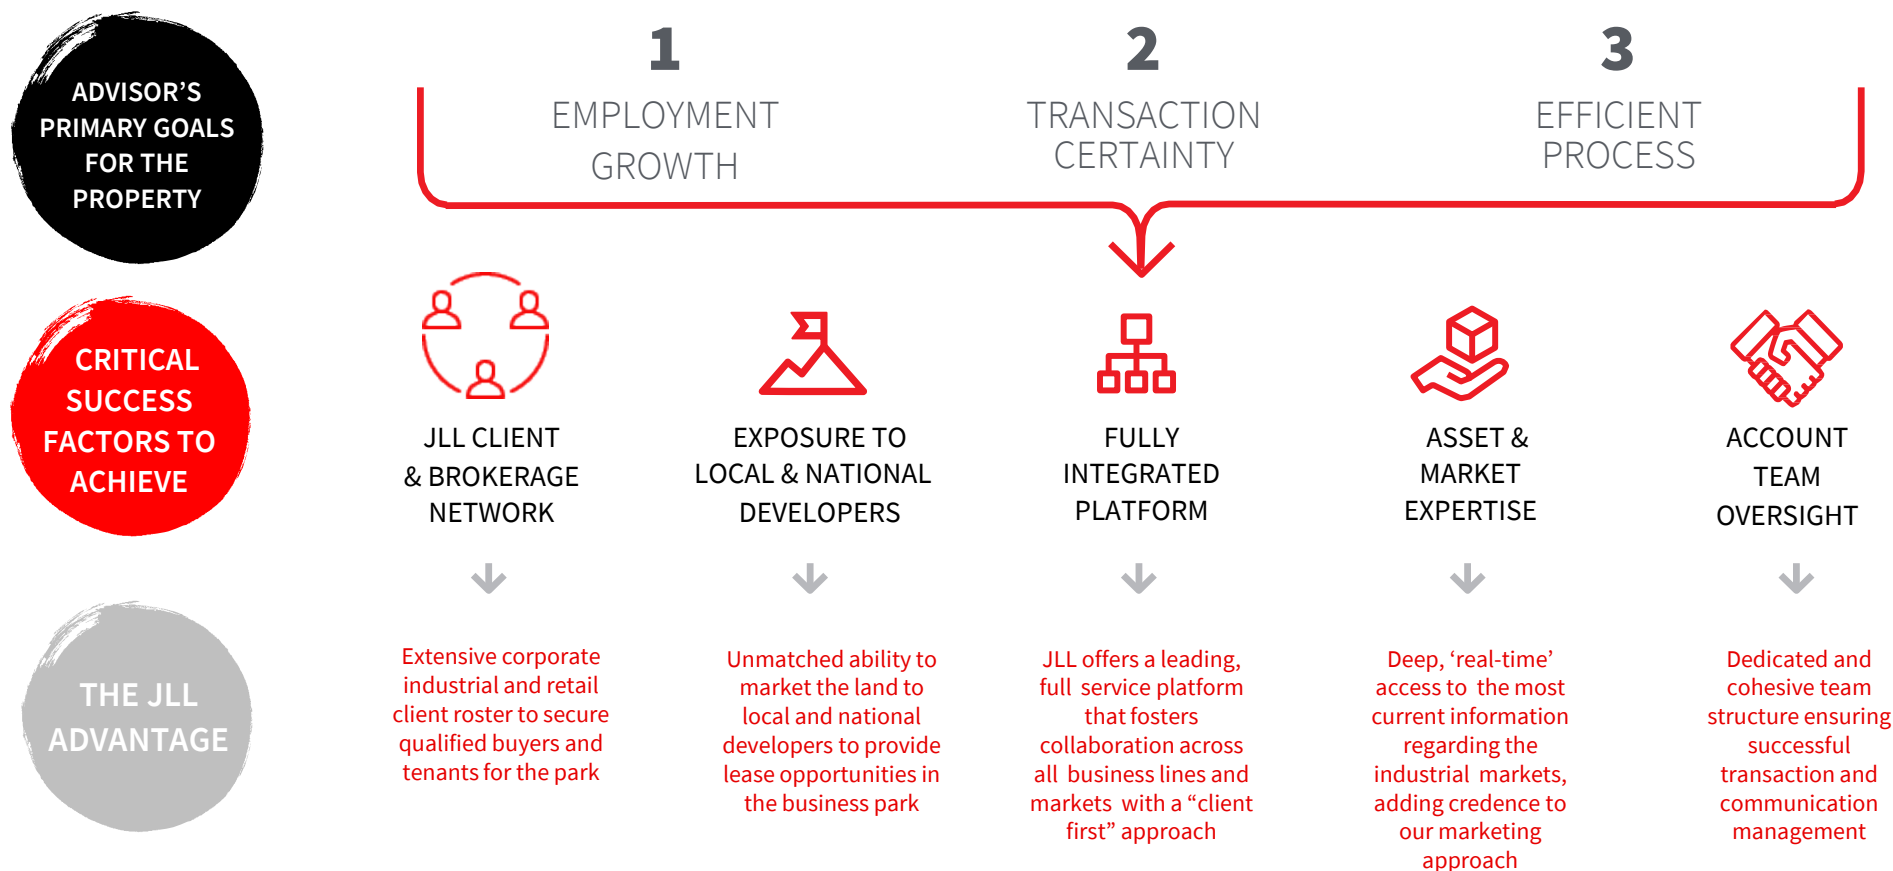 ADVISOR’S
PRIMARY GOALS
FOR THE
PROPERTY
1
EMPLOYMENT
GROWTH
2
TRANSACTION
CERTAINTY
3
EFFICIENT
PROCESS
CRITICAL
SUCCESS
FACTORS TO
ACHIEVE
JLL CLIENT
& BROKERAGE
NETWORK
EXPOSURE TO
LOCAL & NATIONAL
DEVELOPERS
FULLY
INTEGRATED
PLATFORM
ASSET &
MARKET
EXPERTISE
ACCOUNT
TEAM
OVERSIGHT
THE JLL
ADVANTAGE
Extensive corporate
industrial and retail
client roster to secure
qualified buyers and
tenants for the park
Unmatched ability to
market the land to
local and national
developers to provide
lease opportunities in
the business park
JLL offers a leading,
full service platform
that fosters
collaboration across
all business lines and
markets with a “client
first” approach
Deep, ‘real-time’
access to the most
current information
regarding the
industrial markets,
adding credence to
our marketing
approach
Dedicated and
cohesive team
structure ensuring
successful
transaction and
communication
management